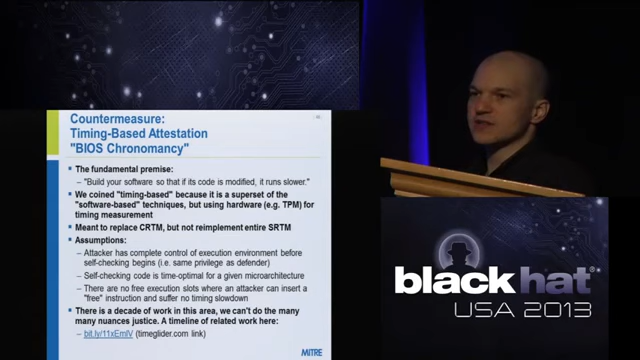 Countermeasure:
Timing-Based Attestation
"BIOS Chronomancy"
The fundamental premise:
– "Build your software so that if its code is modified, it runs slower."
We coined "timing-based" because it is a superset of the
"software-based" techniques, but using hardware (e.g. TPM) for
timing measurement
Meant to replace CRTM, but not reimplement entire SRTM
Assumptions:
– Attacker has complete control of execution environment before
self-checking begins (i.e. same privilege as defender)
– Self-checking code is time-optimal for a given microarchitecture
– There are no free execution slots where an attacker can insert a
"free" instruction and suffer no timing slowdown
There is a decade of work in this area, we can't do the many
many nuances justice. A timeline of related work here:
– bit.ly/11xEmIV (timeglider.com link)
MITRE
black hat®
USA 2013